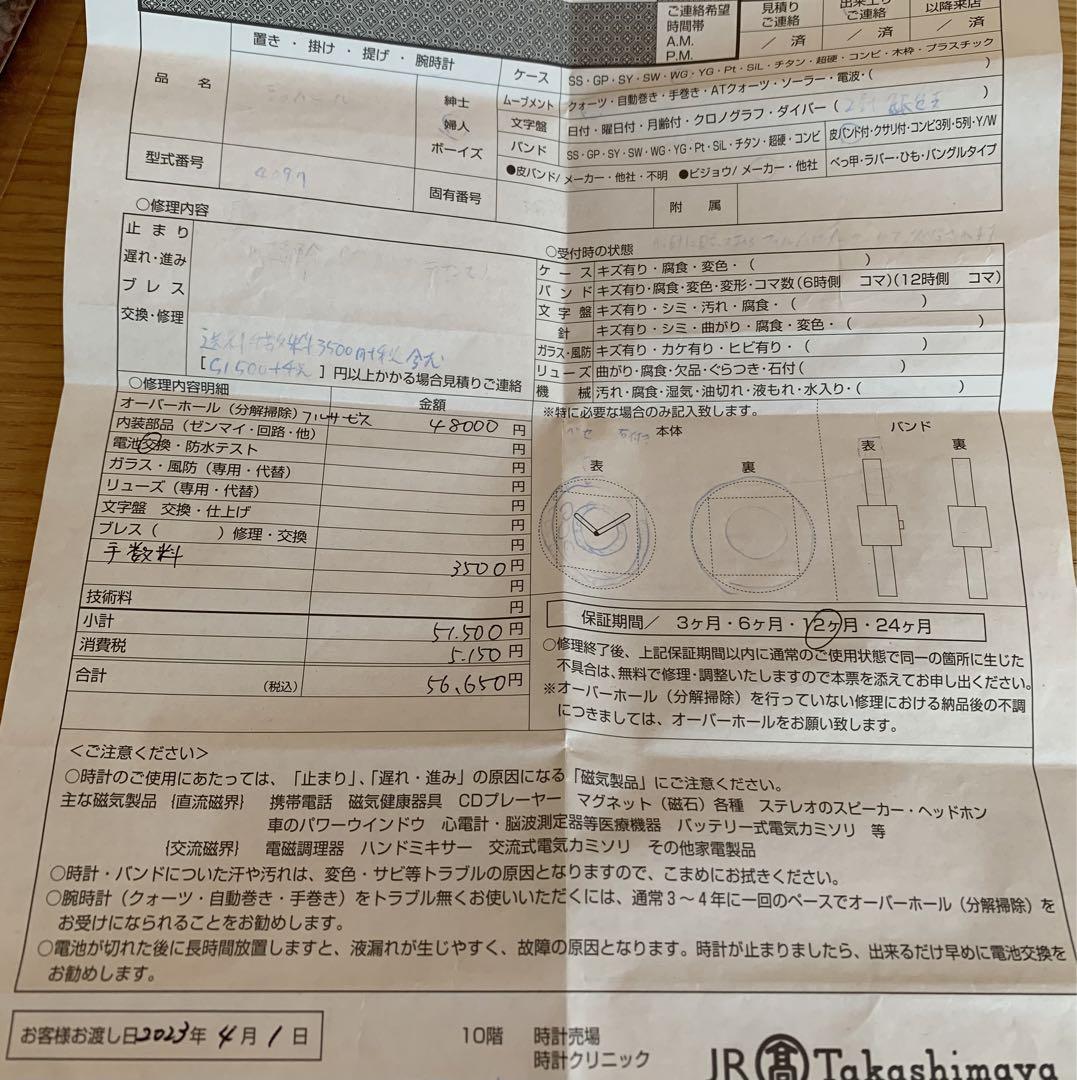 ご連絡希望
時間帯
A.M.
P.M.
見積り
ご連絡
／ 済
出来上り
ご連絡
／ 済
以降来店
／ 済
置き・掛け・提げ・腕時計
品 名
紳士
婦人
ボーイズ
型式番号
固有番号
ケース
SS・GP・SY・SW・WG・YG・Pt・SiL・チタン・超硬・コンビ・木枠・プラスチック
ムーブメント
クォーツ・自動巻き・手巻き・ATクォーツ・ソーラー・電波・( )
文字盤
日付・曜日付・月齢付・クロノグラフ・ダイバー ( )
バンド
SS・GP・SY・SW・WG・YG・Pt・SiL・チタン・超硬・コンビ
皮バンド付・クサリ付・コンビ3列・5列・Y/W
●皮バンド/メーカー・他社・不明 ●ビジョウ/メーカー・他社
べっ甲・ラバー・ひも・バングルタイプ
附 属
○修理内容
止まり
遅れ・進み
ブレス
交換・修理
3500円+税
[51500+税]円以上かかる場合見積りご連絡
○受付時の状態
ケース キズ有り・腐食・変色・( )
バンド キズ有り・腐食・変色・変形・コマ数(6時側 コマ)(12時側 コマ)
文字盤 キズ有り・シミ・汚れ・腐食・( )
針 キズ有り・シミ・曲がり・腐食・変色・( )
ガラス・風防 キズ有り・カケ有り・ヒビ有り・( )
リューズ 曲がり・腐食・欠品・ぐらつき・石付( )
機 械 汚れ・腐食・湿気・油切れ・液もれ・水入り・( )
※特に必要な場合のみ記入致します。
本体
表
裏
バンド
表
裏
○修理内容明細
金額
オーバーホール（分解掃除）フルサービス
48000円
内装部品（ゼンマイ・回路・他）
円
電池交換・防水テスト
円
ガラス・風防（専用・代替）
円
リューズ（専用・代替）
円
文字盤 交換・仕上げ
円
ブレス（ ）修理・交換
円
手数料
3500円
技術料
円
小計
51.500円
消費税
5.150円
合計
（税込）
56,650円
保証期間／ 3ヶ月・6ヶ月・12ヶ月・24ヶ月
○修理終了後、上記保証期間以内に通常のご使用状態で同一の箇所に生じた
不具合は、無料で修理・調整いたしますので本票を添えてお申し出ください。
※オーバーホール（分解掃除）を行っていない修理における納品後の不調
につきましては、オーバーホールをお願い致します。
＜ご注意ください＞
○時計のご使用にあたっては、「止まり」、「遅れ・進み」の原因になる「磁気製品」にご注意ください。
主な磁気製品 {直流磁界} 携帯電話 磁気健康器具 CDプレーヤー マグネット（磁石）各種 ステレオのスピーカー・ヘッドホン
車のパワーウインドウ 心電計・脳波測定器等医療機器 バッテリー式電気カミソリ 等
{交流磁界} 電磁調理器 ハンドミキサー 交流式電気カミソリ その他家電製品
○時計・バンドについた汗や汚れは、変色・サビ等トラブルの原因となりますので、こまめにお拭きください。
○腕時計（クォーツ・自動巻き・手巻き）をトラブル無くお使いいただくには、通常3～4年に一回のペースでオーバーホール（分解掃除）を
お受けになられることをお勧めします。
○電池が切れた後に長時間放置しますと、液漏れが生じやすく、故障の原因となります。時計が止まりましたら、出来るだけ早めに電池交換を
お勧めします。
お客様お渡し日2023年4月1日
10階 時計売場
時計クリニック
JR 髙 Takashimaya